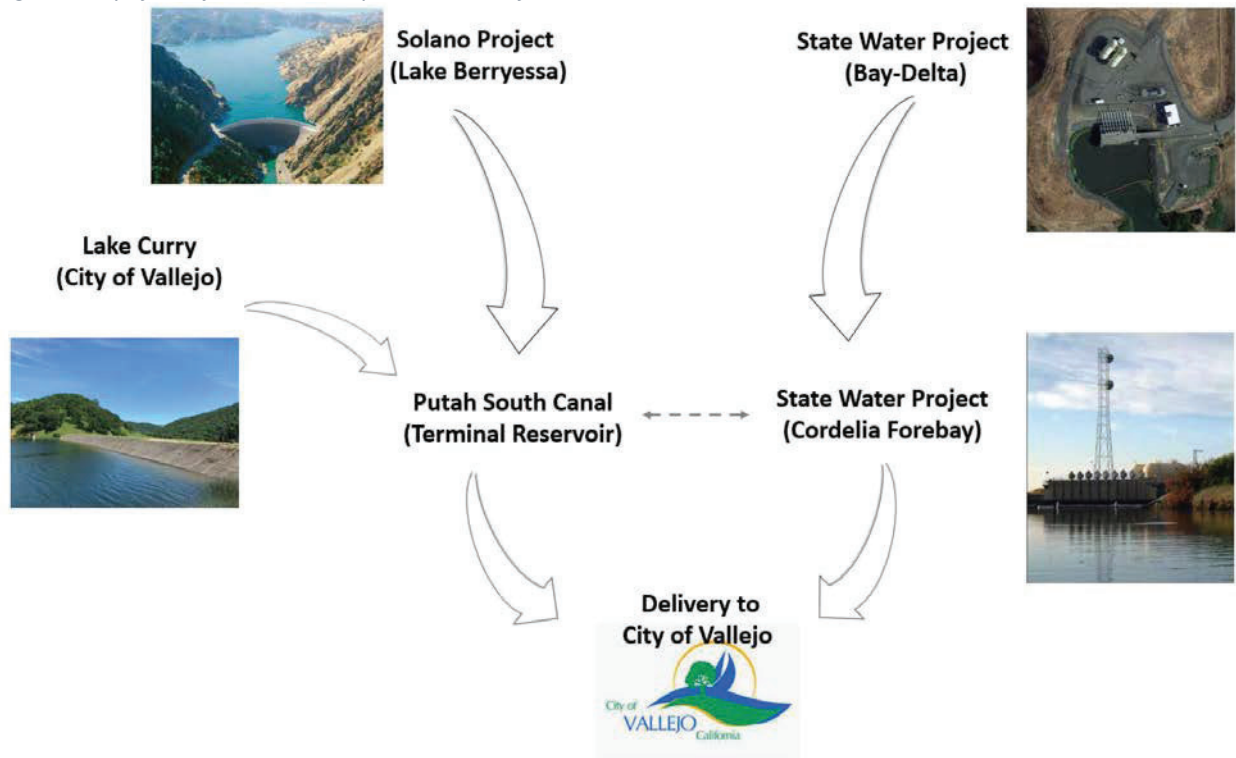 Solano Project
(Lake Berryessa)
State Water Project
(Bay-Delta)
Lake Curry
(City of Vallejo)
Putah South Canal
(Terminal Reservoir)
State Water Project
(Cordelia Forebay)
Delivery to
City of Vallejo
City of
VALLEJO
California